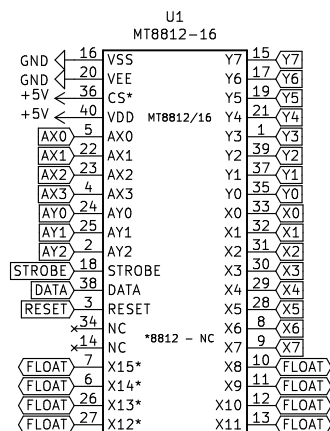 U1
MT8812-16
GND 16 VSS Y7 15 Y7
GND 20 VEE Y6 17 Y6
+5V 36 CS* Y5 19 Y5
+5V 40 VDD MT8812/16 Y4 21 Y4
AX0 5 AX0 Y3 1 Y3
AX1 22 AX1 Y2 39 Y2
AX2 23 AX2 Y1 37 Y1
AX3 4 AX3 Y0 35 Y0
AY0 24 AY0 X0 33 X0
AY1 25 AY1 X1 32 X1
AY2 2 AY2 X2 31 X2
STROBE 18 STROBE X3 30 X3
DATA 38 DATA X4 29 X4
RESET 3 RESET X5 28 X5
34 NC X6 8 X6
14 NC *8812 - NC X7 9 X7
FLOAT 7 X15* X8 10 FLOAT
FLOAT 6 X14* X9 11 FLOAT
FLOAT 26 X13* X10 12 FLOAT
FLOAT 27 X12* X11 13 FLOAT